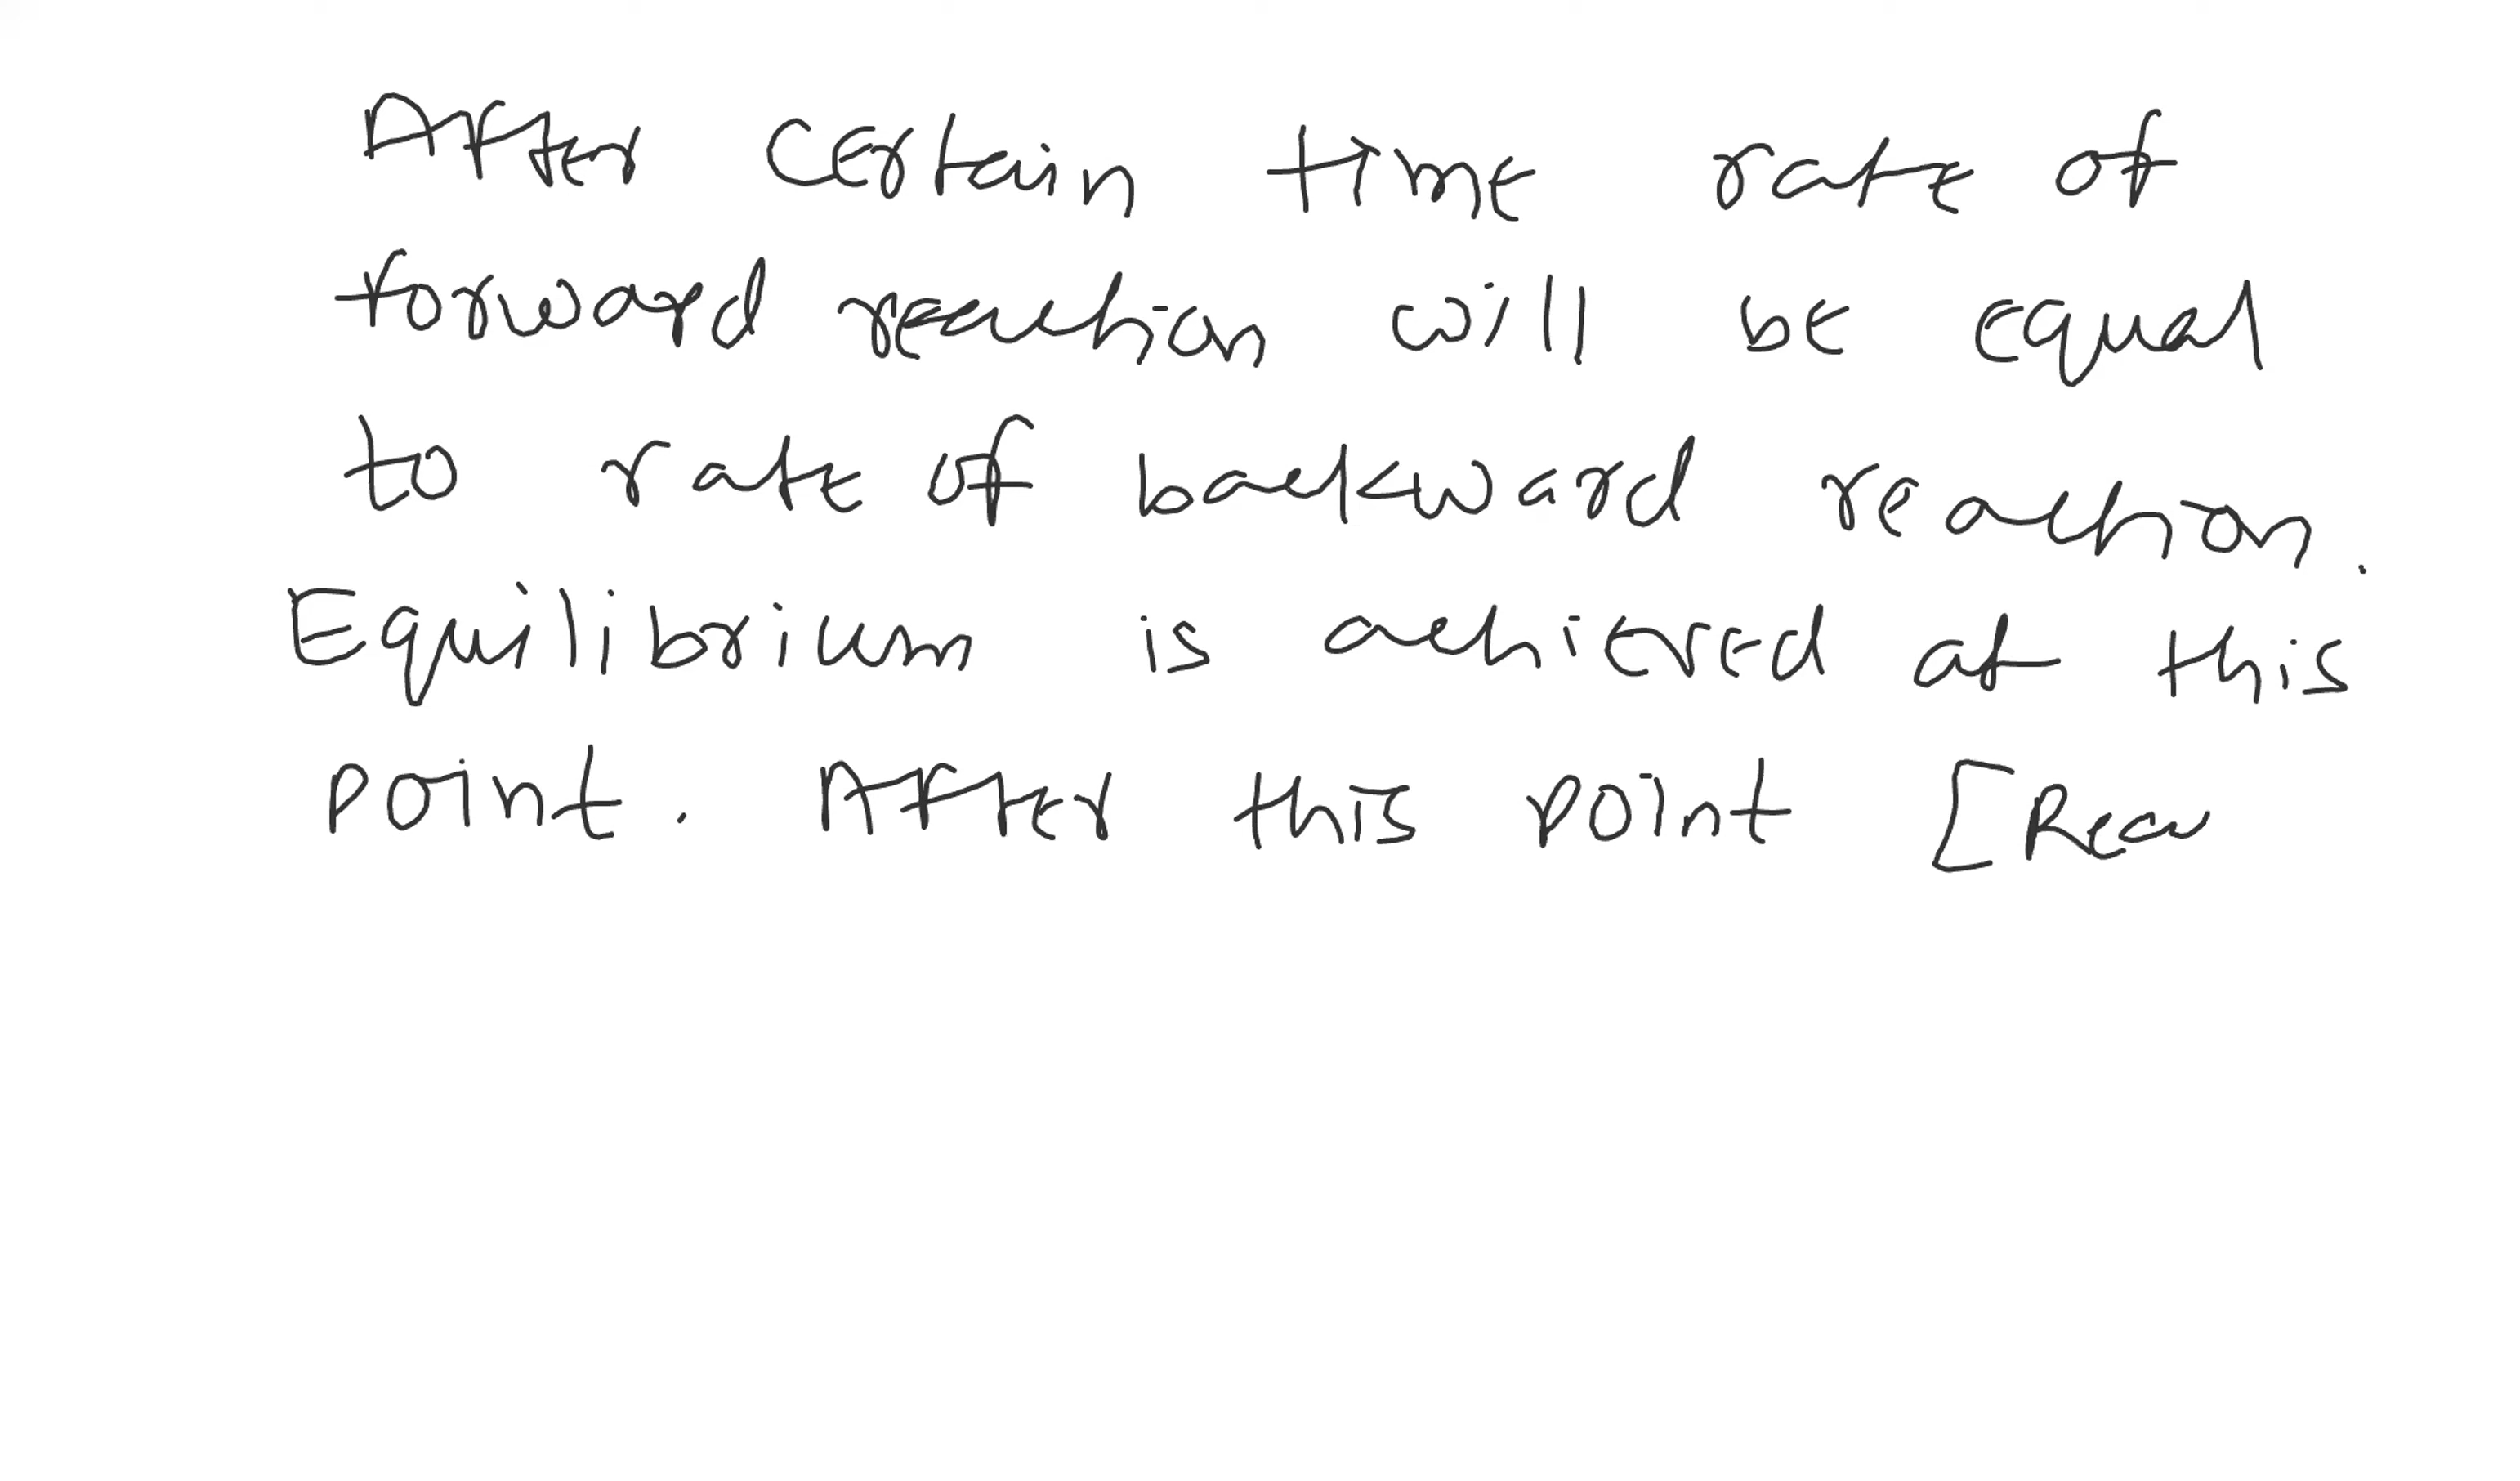 After certain time rate of
forward reaction will be equal
to rate of backward reaction.
Equilibrium is achieved at this
point. After this point [Reac